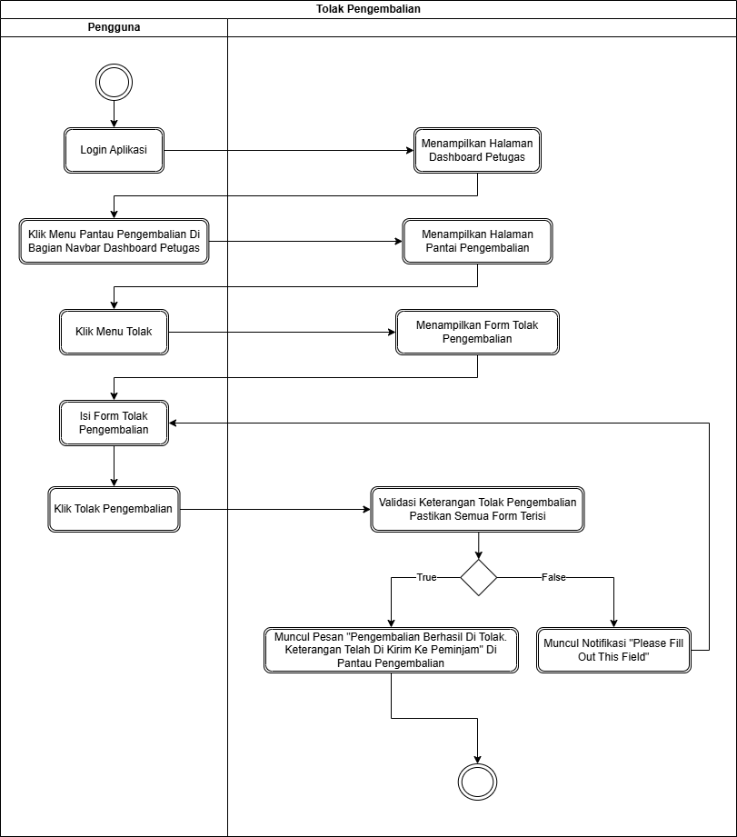 Tolak Pengembalian
Pengguna
Login Aplikasi
Menampilkan Halaman
Dashboard Petugas
Klik Menu Pantau Pengembalian Di
Bagian Navbar Dashboard Petugas
Menampilkan Halaman
Pantai Pengembalian
Klik Menu Tolak
Menampilkan Form Tolak
Pengembalian
Isi Form Tolak
Pengembalian
Klik Tolak Pengembalian
Validasi Keterangan Tolak Pengembalian
Pastikan Semua Form Terisi
True
False
Muncul Pesan "Pengembalian Berhasil Di Tolak.
Keterangan Telah Di Kirim Ke Peminjam" Di
Pantau Pengembalian
Muncul Notifikasi "Please Fill
Out This Field"